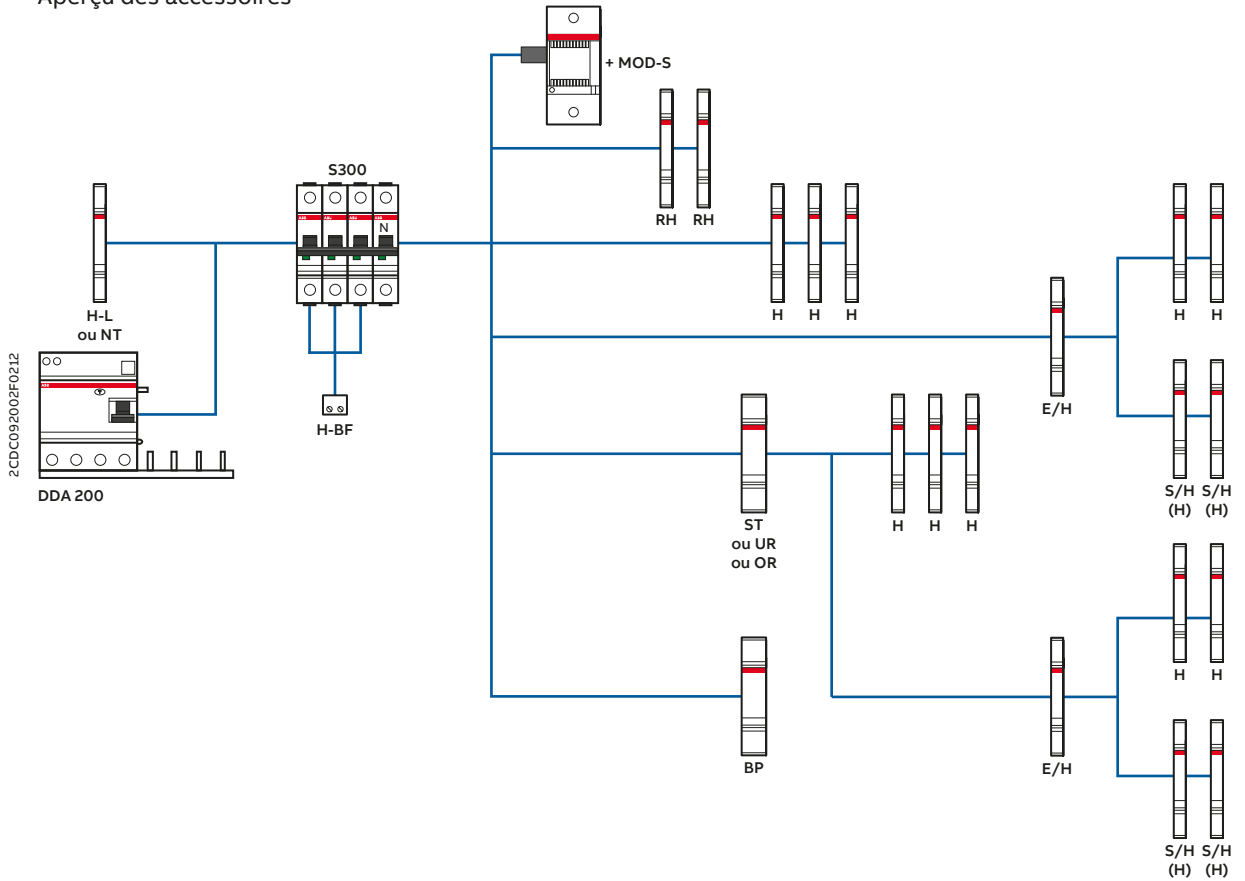 Aperçu des accessoires
+ MOD-S
RH RH
S300
N
H-L
ou NT
H H H
H H
H-BF
E/H
S/H S/H
(H) (H)
2CDC092002F0212
DDA 200
ST
ou UR
ou OR
H H H
H H
BP
E/H
S/H S/H
(H) (H)